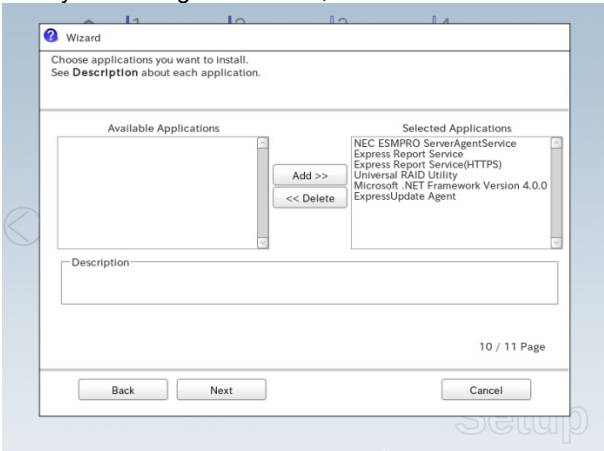 Wizard
Choose applications you want to install.
See Description about each application.
Available Applications
Selected Applications
NEC ESMPRO ServerAgentService
Express Report Service
Express Report Service(HTTPS)
Universal RAID Utility
Microsoft .NET Framework Version 4.0.0
ExpressUpdate Agent
Add >>
<< Delete
Description
10 / 11 Page
Back
Next
Cancel
Setup